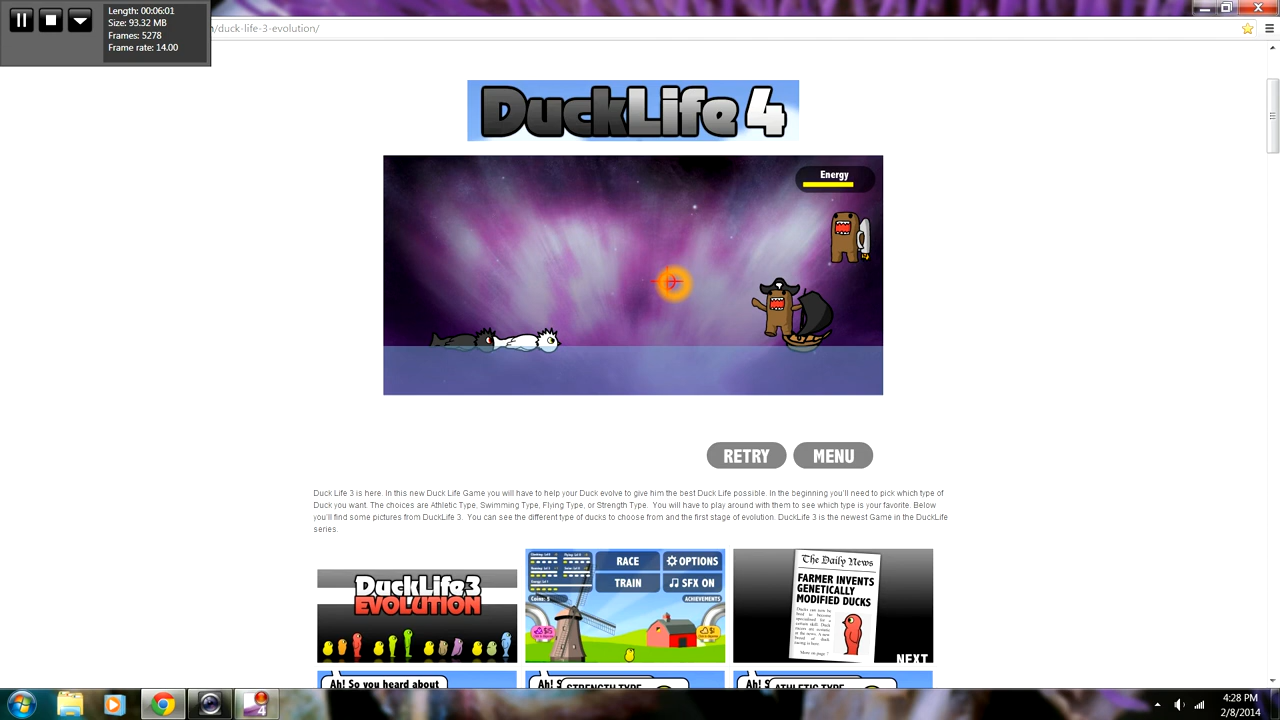 Length: 00:06:01
Size: 93.32 MB
Frames: 5278
Frame rate: 14.00
/duck-life-3-evolution/
DuckLife 4
Energy
RETRY
MENU
Duck Life 3 is here. In this new Duck Life Game you will have to help your Duck evolve to give him the best Duck Life possible. In the beginning you'll need to pick which type of
Duck you want. The choices are Athletic Type, Swimming Type, Flying Type, or Strength Type.  You will have to play around with them to see which type is your favorite. Below
you'll find some pictures from DuckLife 3.  You can see the different type of ducks to choose from and the first stage of evolution. DuckLife 3 is the newest Game in the DuckLife
series.
DuckLife3
EVOLUTION
RACE
OPTIONS
TRAIN
SFX ON
Coins: 5
ACHIEVEMENTS
The Daily News
FARMER INVENTS
GENETICALLY
MODIFIED DUCKS
NEXT
Ah! So you heard about
Ah! S
STRENGTH TYPE
Ah! S
ATHLETIC TYPE
4:28 PM
2/8/2014